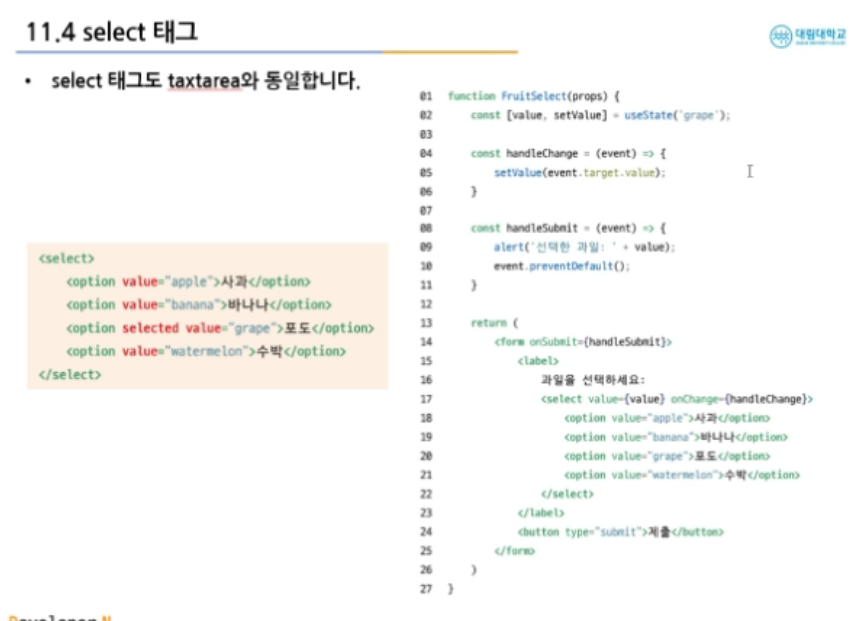 11.4 select 태그
대림대학교
• select 태그도 taxtarea와 동일합니다.
<select>
<option value="apple">사과</option>
<option value="banana">바나나</option>
<option selected value="grape">포도</option>
<option value="watermelon">수박</option>
</select>
01 function FruitSelect(props) {
02 const [value, setValue] = useState('grape');
03
04 const handleChange = (event) => {
05 setValue(event.target.value);
06 }
07
08 const handleSubmit = (event) => {
09 alert('선택한 과일: ' + value);
10 event.preventDefault();
11 }
12
13 return (
14 <form onSubmit={handleSubmit}>
15 <label>
16 과일을 선택하세요:
17 <select value={value} onChange={handleChange}>
18 <option value="apple">사과</option>
19 <option value="banana">바나나</option>
20 <option value="grape">포도</option>
21 <option value="watermelon">수박</option>
22 </select>
23 </label>
24 <button type="submit">제출</button>
25 </form>
26 )
27 }